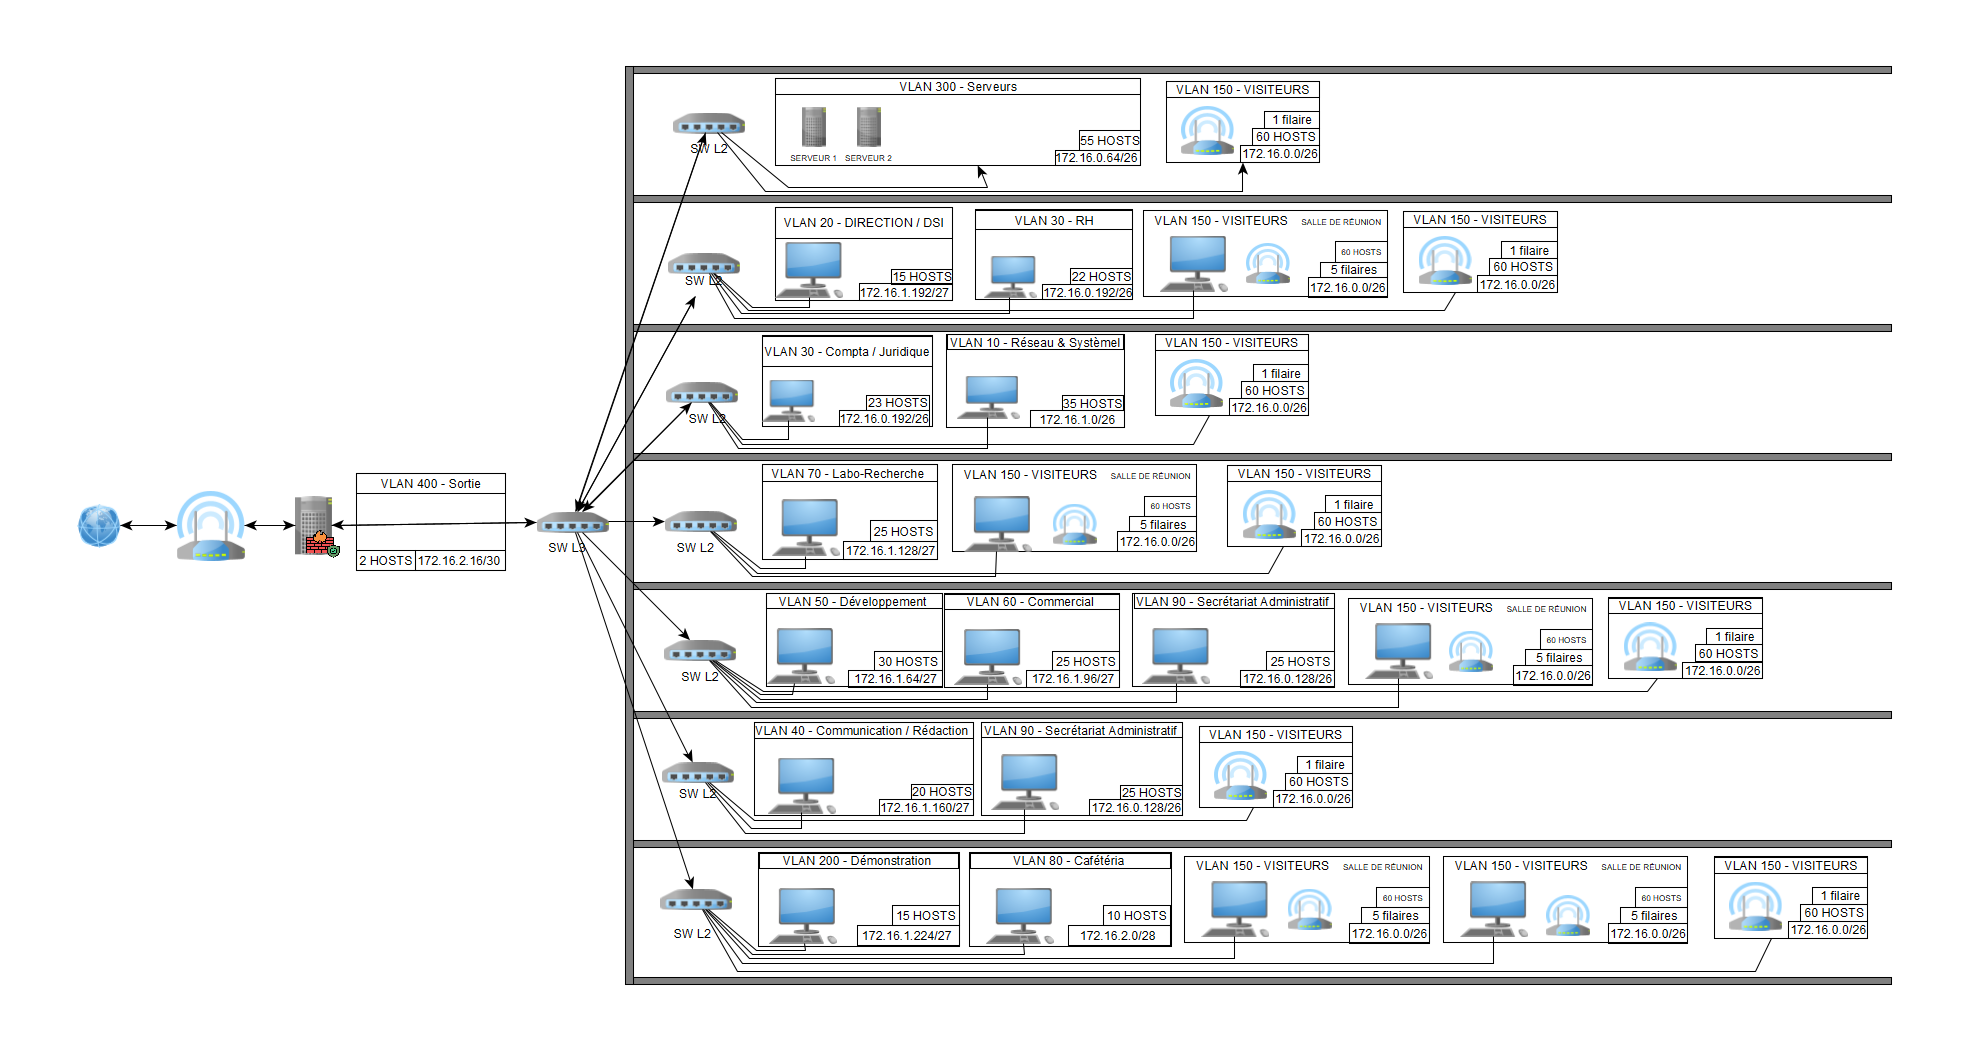 VLAN 300 - Serveurs
SERVEUR 1
SERVEUR 2
55 HOSTS
172.16.0.64/26
VLAN 150 - VISITEURS
1 filaire
60 HOSTS
172.16.0.0/26
SW L2
VLAN 20 - DIRECTION / DSI
15 HOSTS
172.16.1.192/27
VLAN 30 - RH
22 HOSTS
172.16.0.192/26
VLAN 150 - VISITEURS
SALLE DE RÉUNION
60 HOSTS
5 filaires
172.16.0.0/26
VLAN 150 - VISITEURS
1 filaire
60 HOSTS
172.16.0.0/26
SW L2
VLAN 30 - Compta / Juridique
23 HOSTS
172.16.0.192/26
VLAN 10 - Réseau & Systèmel
35 HOSTS
172.16.1.0/26
VLAN 150 - VISITEURS
1 filaire
60 HOSTS
172.16.0.0/26
SW L2
VLAN 400 - Sortie
2 HOSTS
172.16.2.16/30
SW L3
VLAN 70 - Labo-Recherche
25 HOSTS
172.16.1.128/27
VLAN 150 - VISITEURS
SALLE DE RÉUNION
60 HOSTS
5 filaires
172.16.0.0/26
VLAN 150 - VISITEURS
1 filaire
60 HOSTS
172.16.0.0/26
SW L2
VLAN 50 - Développement
30 HOSTS
172.16.1.64/27
VLAN 60 - Commercial
25 HOSTS
172.16.1.96/27
VLAN 90 - Secrétariat Administratif
25 HOSTS
172.16.0.128/26
VLAN 150 - VISITEURS
SALLE DE RÉUNION
60 HOSTS
5 filaires
172.16.0.0/26
VLAN 150 - VISITEURS
1 filaire
60 HOSTS
172.16.0.0/26
SW L2
VLAN 40 - Communication / Rédaction
20 HOSTS
172.16.1.160/27
VLAN 90 - Secrétariat Administratif
25 HOSTS
172.16.0.128/26
VLAN 150 - VISITEURS
1 filaire
60 HOSTS
172.16.0.0/26
SW L2
VLAN 200 - Démonstration
15 HOSTS
172.16.1.224/27
VLAN 80 - Cafétéria
10 HOSTS
172.16.2.0/28
VLAN 150 - VISITEURS
SALLE DE RÉUNION
60 HOSTS
5 filaires
172.16.0.0/26
VLAN 150 - VISITEURS
SALLE DE RÉUNION
60 HOSTS
5 filaires
172.16.0.0/26
VLAN 150 - VISITEURS
1 filaire
60 HOSTS
172.16.0.0/26
SW L2